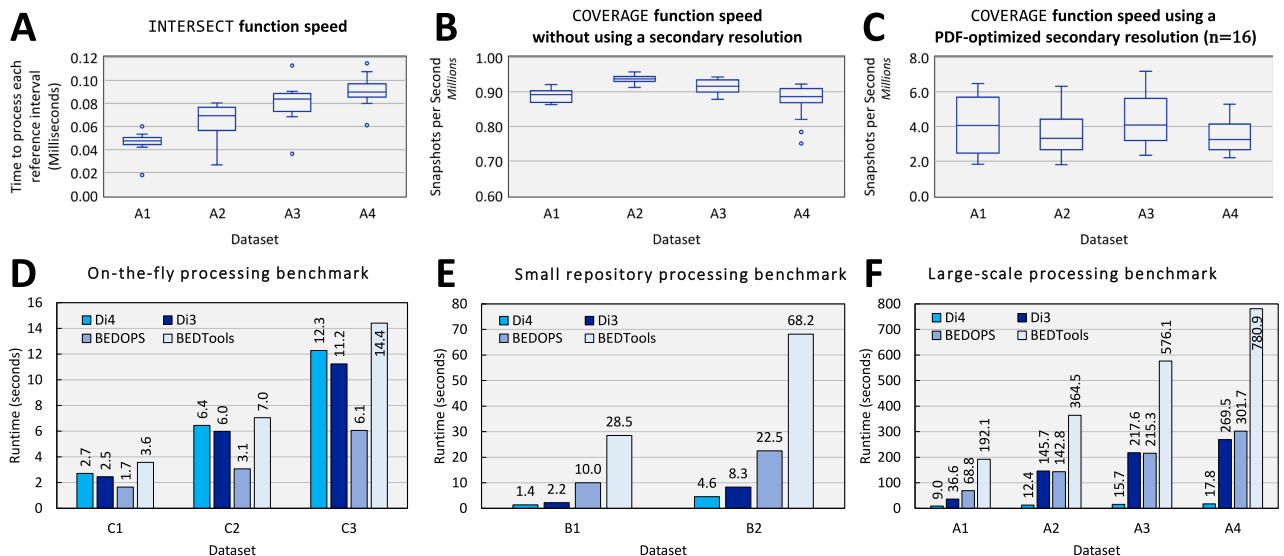 A
INTERSECT function speed
Time to process each
reference interval
(Milliseconds)
0.12
0.10
0.08
0.06
0.04
0.02
0.00
A1 A2 A3 A4
Dataset
B
COVERAGE function speed
without using a secondary resolution
Snapshots per Second
Millions
1.00
0.90
0.80
0.70
0.60
A1 A2 A3 A4
Dataset
C
COVERAGE function speed using a
PDF-optimized secondary resolution (n=16)
Snapshots per Second
Millions
8.0
6.0
4.0
2.0
0.0
A1 A2 A3 A4
Dataset
D
On-the-fly processing benchmark
Runtime (seconds)
16
14
12
10
8
6
4
2
0
Di4 Di3
BEDOPS BEDTools
2.7 2.5 1.7 3.6
6.4 6.0 3.1 7.0
12.3 11.2 6.1 14.4
C1 C2 C3
Dataset
E
Small repository processing benchmark
Runtime (seconds)
80
70
60
50
40
30
20
10
0
Di4 Di3
BEDOPS BEDTools
1.4 2.2 10.0 28.5
4.6 8.3 22.5 68.2
B1 B2
Dataset
F
Large-scale processing benchmark
Runtime (seconds)
800
700
600
500
400
300
200
100
0
Di4 Di3
BEDOPS BEDTools
9.0 36.6 68.8 192.1
12.4 145.7 142.8 364.5
15.7 217.6 215.3 576.1
17.8 269.5 301.7 780.9
A1 A2 A3 A4
Dataset